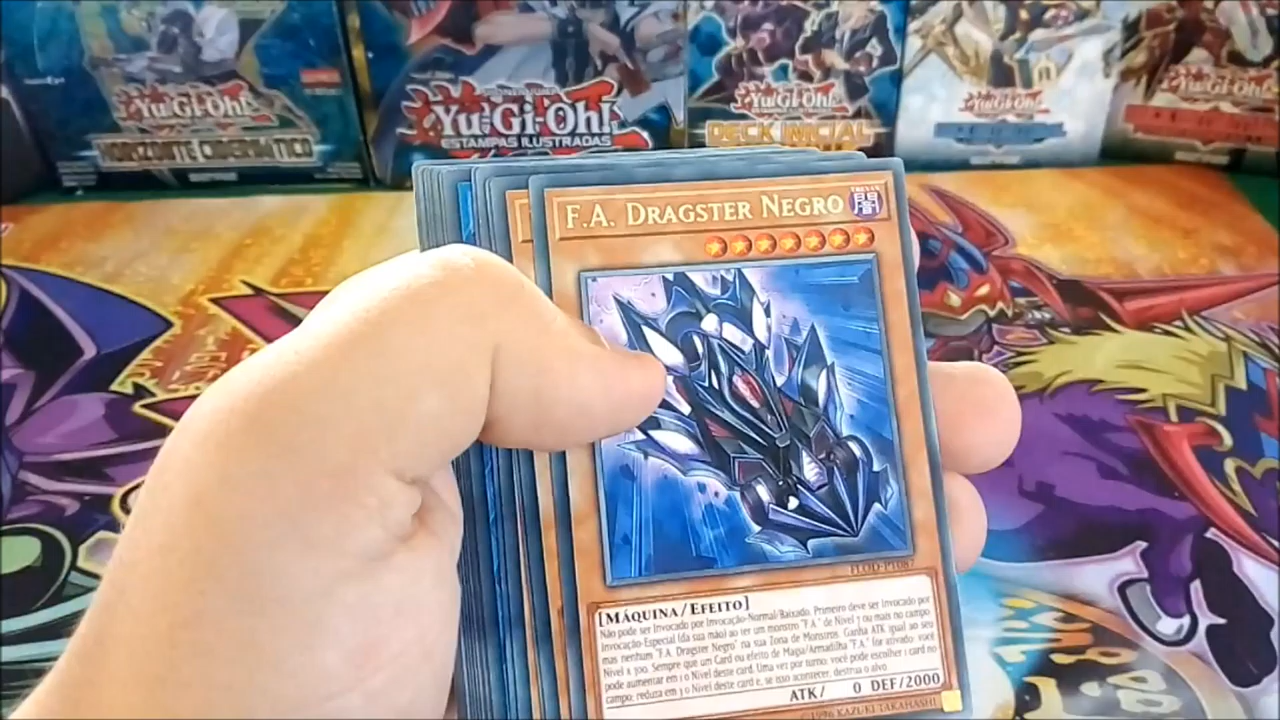 Yu-Gi-Oh!
HORIZONTE CIBERNÉTICO
Yu-Gi-Oh!
ESTAMPAS ILUSTRADAS
Yu-Gi-Oh!
DECK INICIAL
Yu-Gi-Oh!
Yu-Gi-Oh!
F.A. DRAGSTER NEGRO
TREVAS
闇
FLOD-PT087
[MÁQUINA/EFEITO]
Não pode ser Invocado por Invocação-Normal/Baixado. Primeiro deve ser Invocado por
Invocação-Especial (da sua mão) ao ter um monstro "F.A." de Nível 7 ou mais no campo
mas nenhum "F.A. Dragster Negro" na sua Zona de Monstros. Ganha ATK igual ao seu
Nível x 300. Sempre que um Card ou efeito de Magia/Armadilha "F.A." for ativado: você
pode aumentar em 1 o Nível deste card. Uma vez por turno: você pode escolher 1 card no
campo; reduza em 3 o Nível deste card e, se isso acontecer, destrua o alvo
ATK/ 0 DEF/2000
©1996 KAZUKI TAKAHASHI